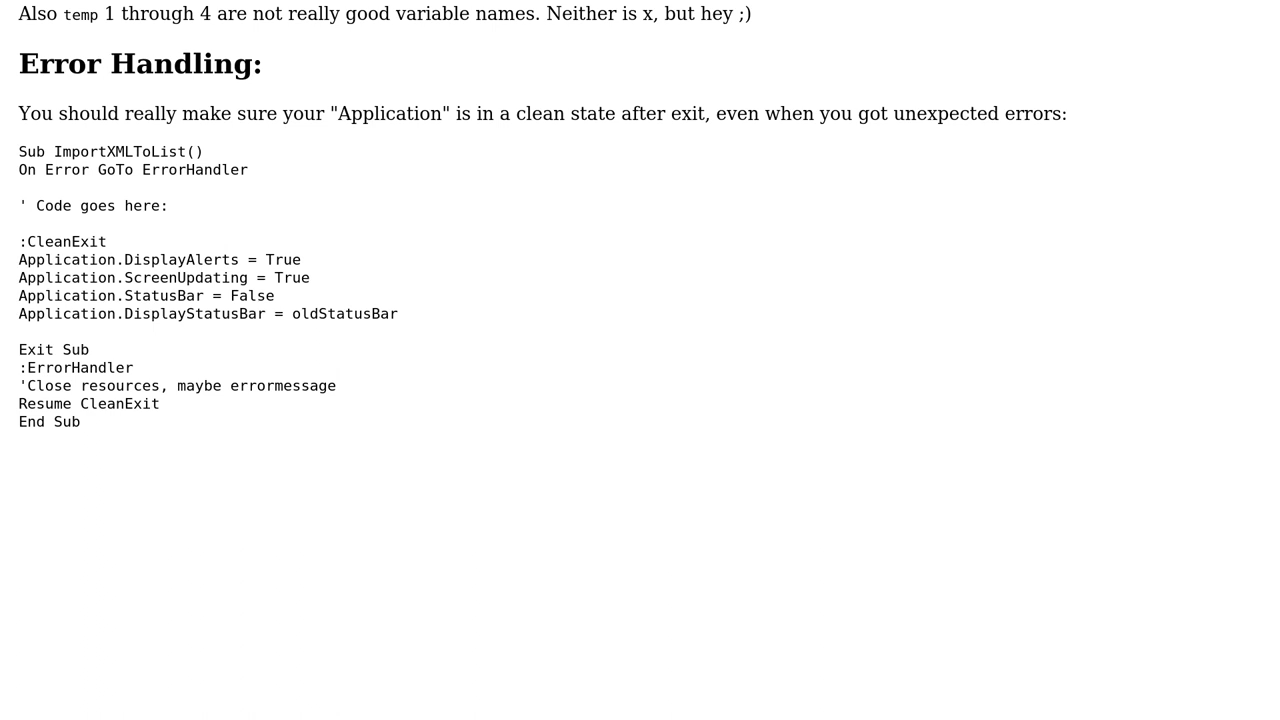 Also temp 1 through 4 are not really good variable names. Neither is x, but hey ;)
Error Handling:
You should really make sure your "Application" is in a clean state after exit, even when you got unexpected errors:
Sub ImportXMLToList()
On Error GoTo ErrorHandler
' Code goes here:
:CleanExit
Application.DisplayAlerts = True
Application.ScreenUpdating = True
Application.StatusBar = False
Application.DisplayStatusBar = oldStatusBar
Exit Sub
:ErrorHandler
'Close resources, maybe errormessage
Resume CleanExit
End Sub